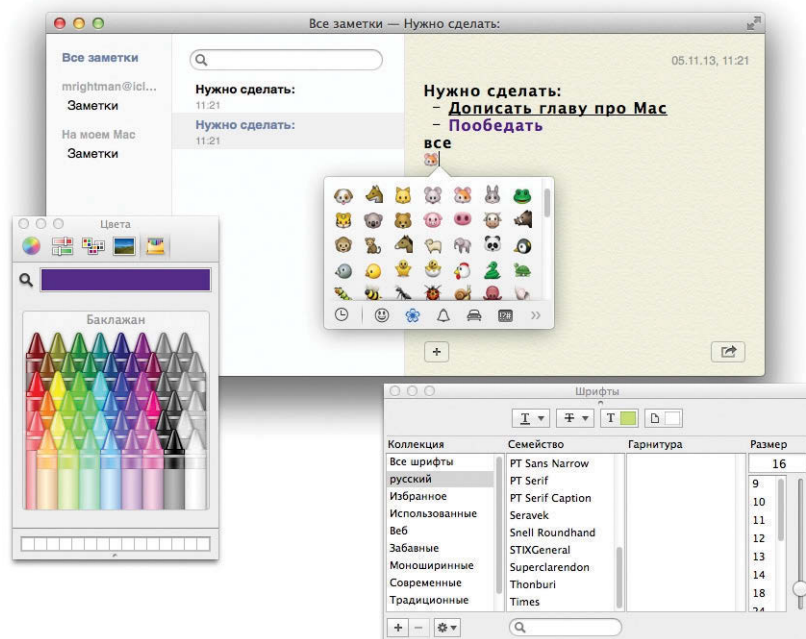 Все заметки — Нужно сделать:
Все заметки
mrightman@icl...
Заметки
На моем Mac
Заметки
Нужно сделать:
11:21
Нужно сделать:
11:21
05.11.13, 11:21
Нужно сделать:
- Дописать главу про Мас
- Пообедать
все
Цвета
Баклажан
Шрифты
T T T
Коллекция Семейство Гарнитура Размер
Все шрифты
русский
Избранное
Использованные
Веб
Забавные
Моноширинные
Современные
Традиционные
PT Sans Narrow
PT Serif
PT Serif Caption
Seravek
Snell Roundhand
STIXGeneral
Superclarendon
Thonburi
Times
16
9
10
11
12
13
14
18
24